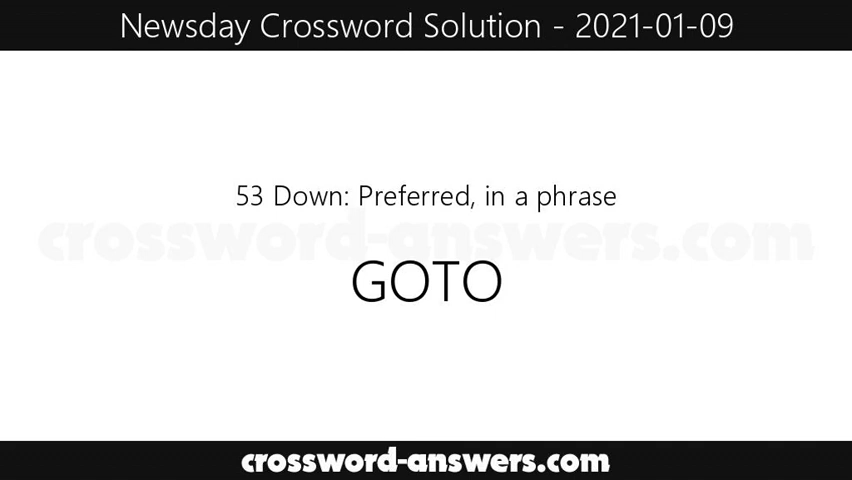 Newsday Crossword Solution - 2021-01-09
53 Down: Preferred, in a phrase
crossword-answers.com
GOTO
crossword-answers.com